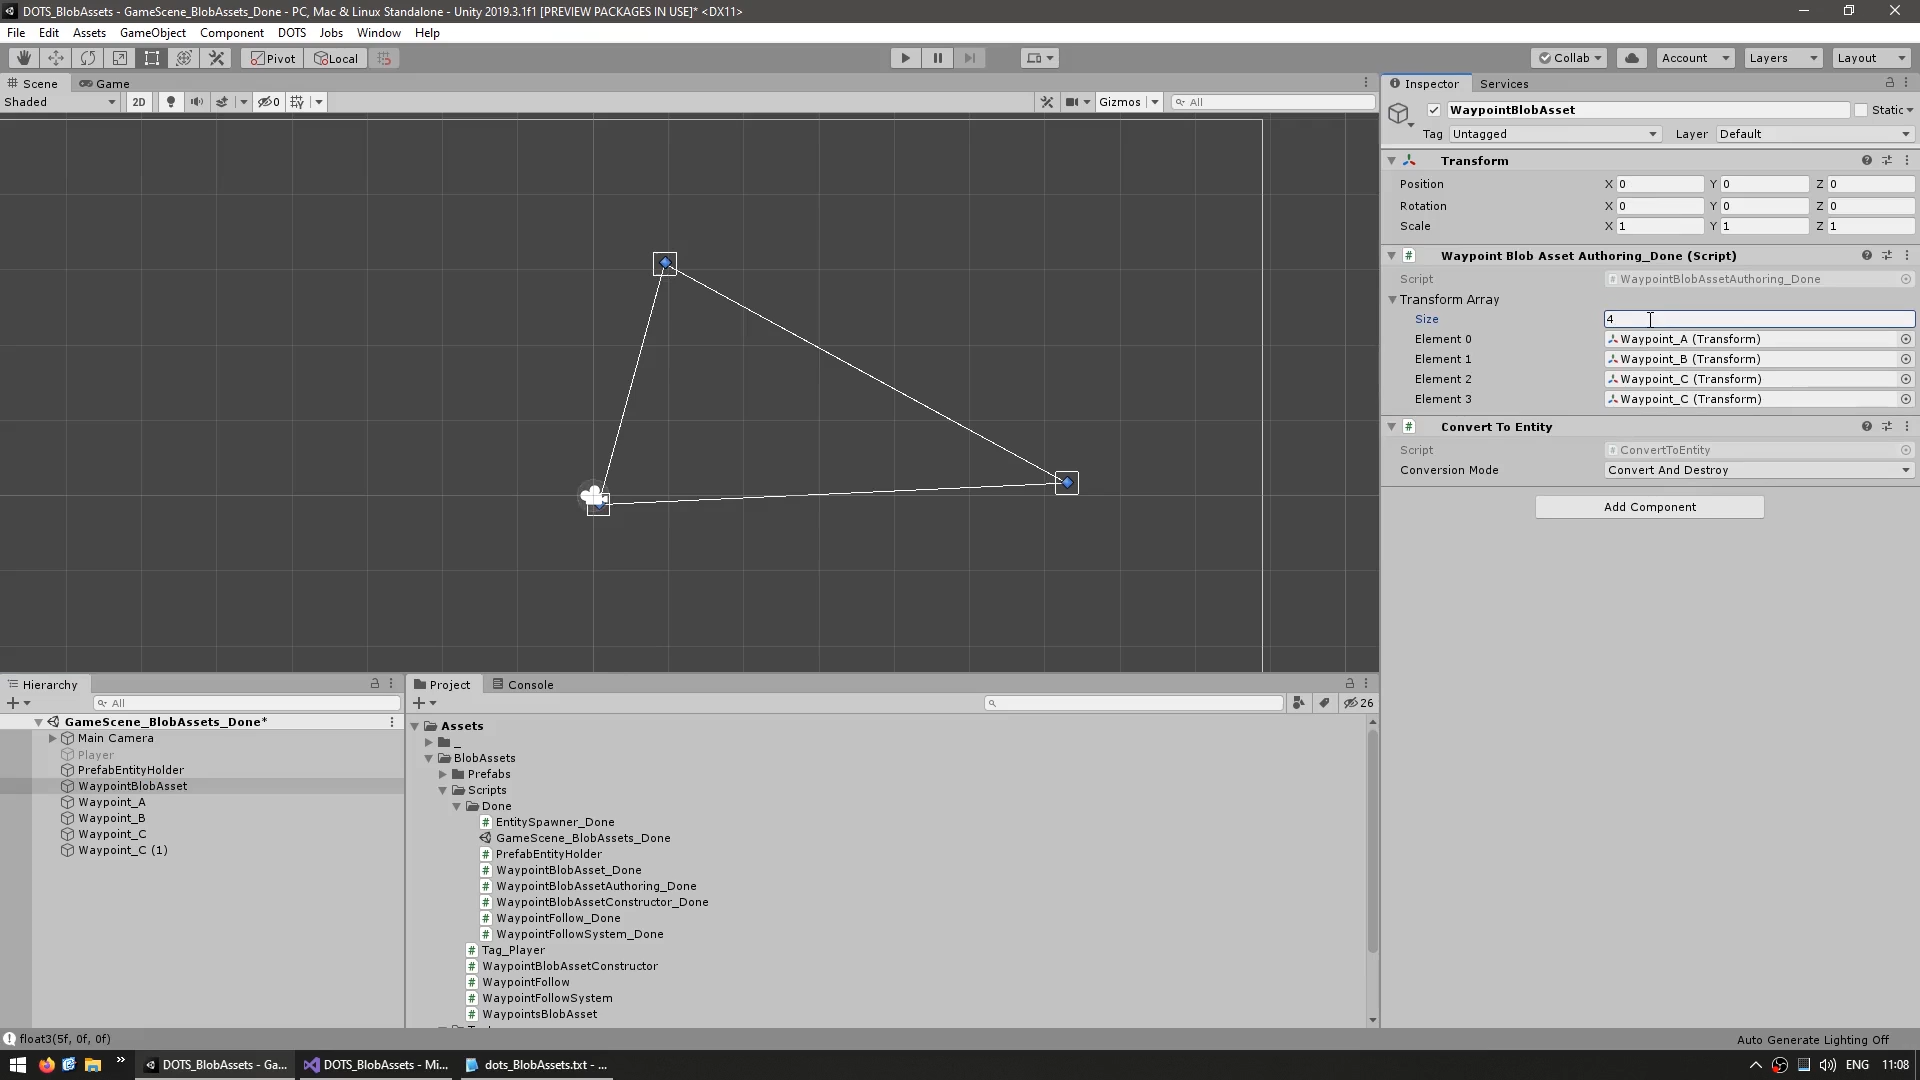 DOTS_BlobAssets - GameScene_BlobAssets_Done - PC, Mac & Linux Standalone - Unity 2019.3.1f1 [PREVIEW PACKAGES IN USE]* <DX11>
File Edit Assets GameObject Component DOTS Jobs Window Help
Pivot Local Collab Account Layers Layout
Scene Game
Shaded 2D 0 Gizmos All
Inspector Services
WaypointBlobAsset Static
Tag Untagged Layer Default
Transform
Position X 0 Y 0 Z 0
Rotation X 0 Y 0 Z 0
Scale X 1 Y 1 Z 1
Waypoint Blob Asset Authoring_Done (Script)
Script WaypointBlobAssetAuthoring_Done
Transform Array
Size 4
Element 0 Waypoint_A (Transform)
Element 1 Waypoint_B (Transform)
Element 2 Waypoint_C (Transform)
Element 3 Waypoint_C (Transform)
Convert To Entity
Script ConvertToEntity
Conversion Mode Convert And Destroy
Add Component
Hierarchy
All
GameScene_BlobAssets_Done*
Main Camera
Player
PrefabEntityHolder
WaypointBlobAsset
Waypoint_A
Waypoint_B
Waypoint_C
Waypoint_C (1)
Project Console
26
Assets
_
BlobAssets
Prefabs
Scripts
Done
EntitySpawner_Done
GameScene_BlobAssets_Done
PrefabEntityHolder
WaypointBlobAsset_Done
WaypointBlobAssetAuthoring_Done
WaypointBlobAssetConstructor_Done
WaypointFollow_Done
WaypointFollowSystem_Done
Tag_Player
WaypointBlobAssetConstructor
WaypointFollow
WaypointFollowSystem
WaypointsBlobAsset
float3(5f, 0f, 0f) Auto Generate Lighting Off
DOTS_BlobAssets - Ga... DOTS_BlobAssets - Mi... dots_BlobAssets.txt - ... ENG 11:08